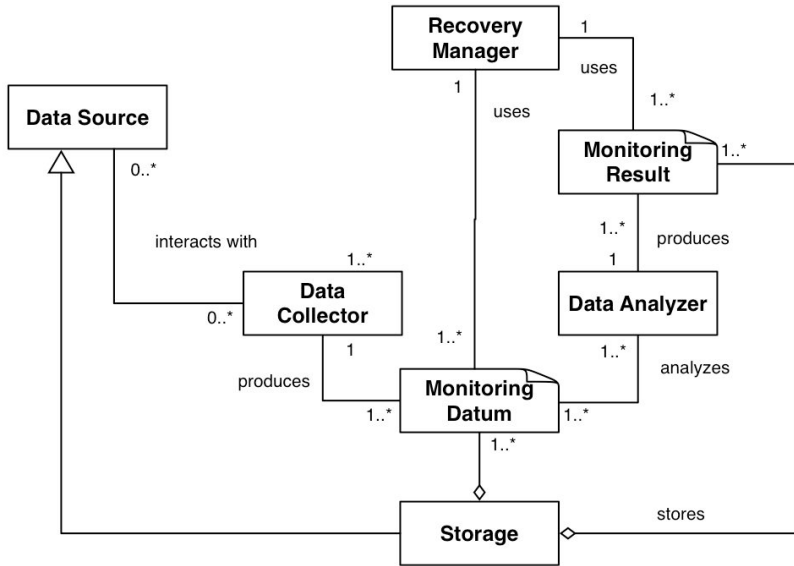 Recovery
Manager
1
uses
1..*
1
uses
Data Source
0..*
Monitoring
Result
1..*
interacts with
1..*
produces
1..*
1
Data
Collector
0..*
Data Analyzer
1
1..*
1..*
produces
analyzes
Monitoring
Datum
1..*
1..*
1..*
Storage
stores